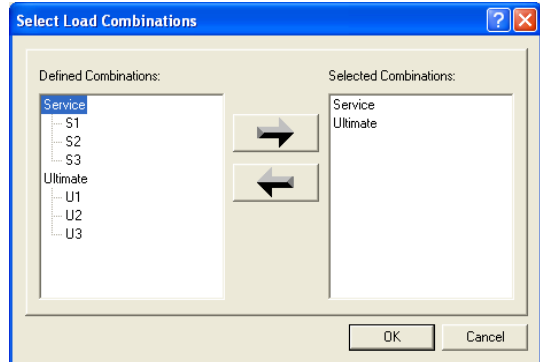 Select Load Combinations
Defined Combinations:
Service
S1
S2
S3
Ultimate
U1
U2
U3
Selected Combinations:
Service
Ultimate
OK
Cancel